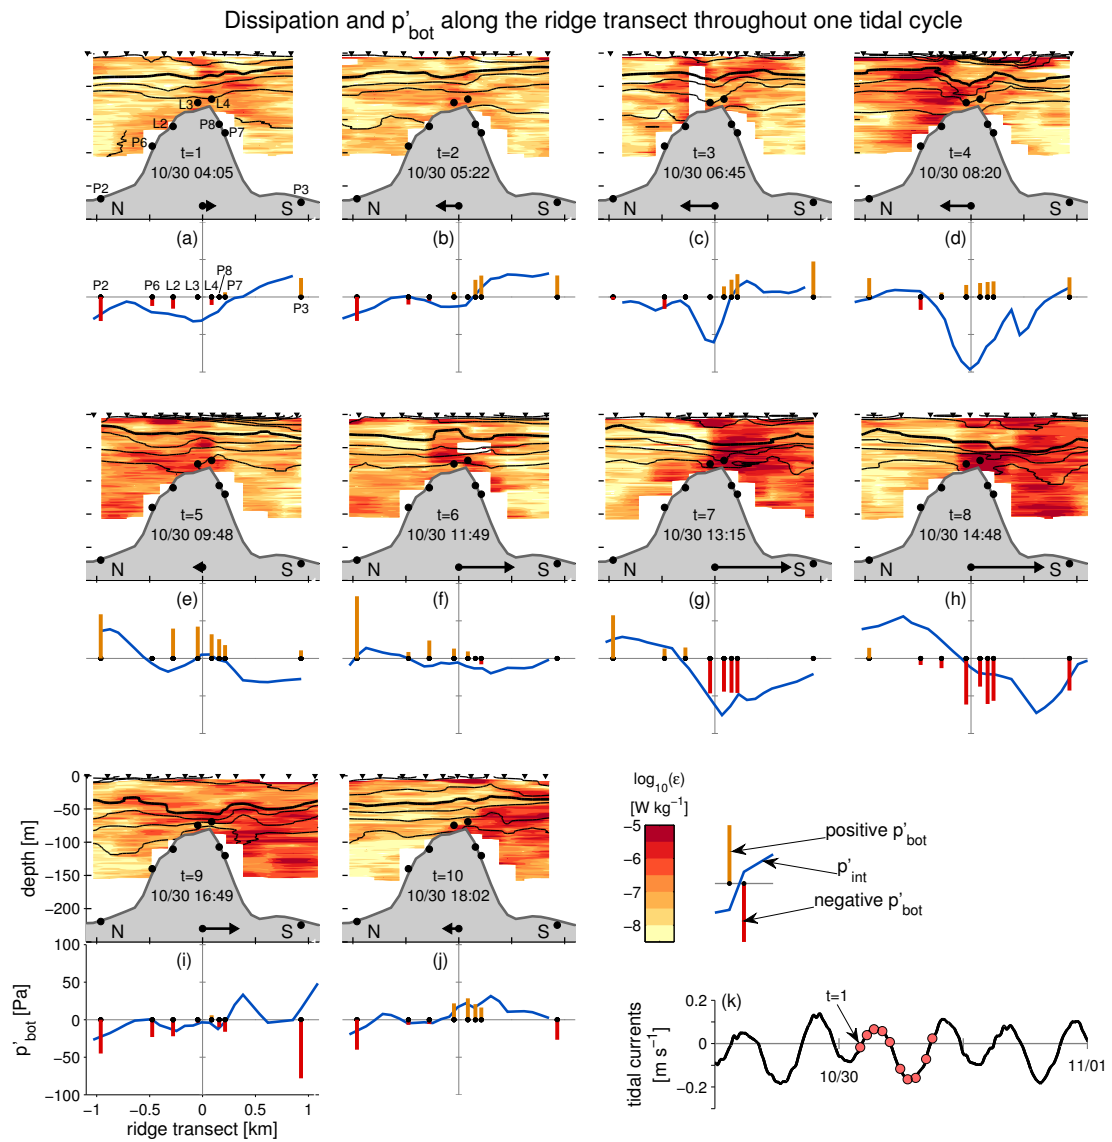 Dissipation and p'bot along the ridge transect throughout one tidal cycle
L3 L4
L2 P8 P7
P6
t=1 t=2 t=3 t=4
10/30 04:05 10/30 05:22 10/30 06:45 10/30 08:20
P2 P3
N S N S N S N S
(a) (b) (c) (d)
P8
P2 P6 L2 L3 L4 P7
P3
t=5 t=6 t=7 t=8
10/30 09:48 10/30 11:49 10/30 13:15 10/30 14:48
N S N S N S N S
(e) (f) (g) (h)
0
−50
−100
−150
−200
depth [m]
t=9 t=10
10/30 16:49 10/30 18:02
N S N S
(i) (j)
log10(ε)
[W kg−1]
−5
−6
−7
−8
positive p'bot
p'int
negative p'bot
100
50
0
−50
−100
p'bot [Pa]
−1 −0.5 0 0.5 1
ridge transect [km]
(k)
t=1
0.2
0
−0.2
tidal currents
[m s−1]
10/30 11/01